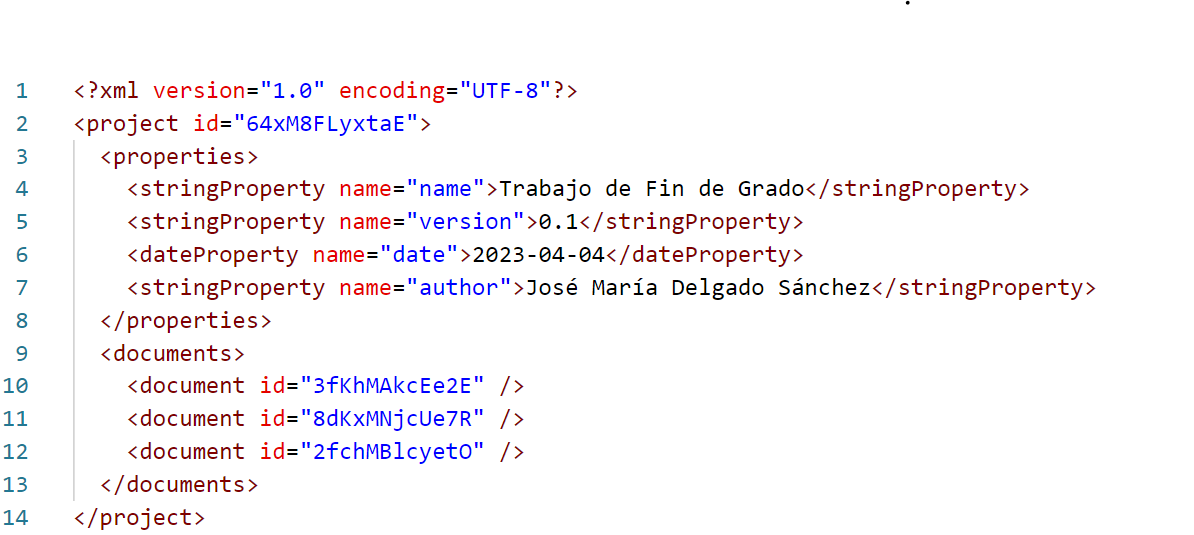 1 <?xml version="1.0" encoding="UTF-8"?>
2 <project id="64xM8FLyxtaE">
3 <properties>
4 <stringProperty name="name">Trabajo de Fin de Grado</stringProperty>
5 <stringProperty name="version">0.1</stringProperty>
6 <dateProperty name="date">2023-04-04</dateProperty>
7 <stringProperty name="author">José María Delgado Sánchez</stringProperty>
8 </properties>
9 <documents>
10 <document id="3fKhMAkcEe2E" />
11 <document id="8dKxMNjcUe7R" />
12 <document id="2fchMBlcyetO" />
13 </documents>
14 </project>